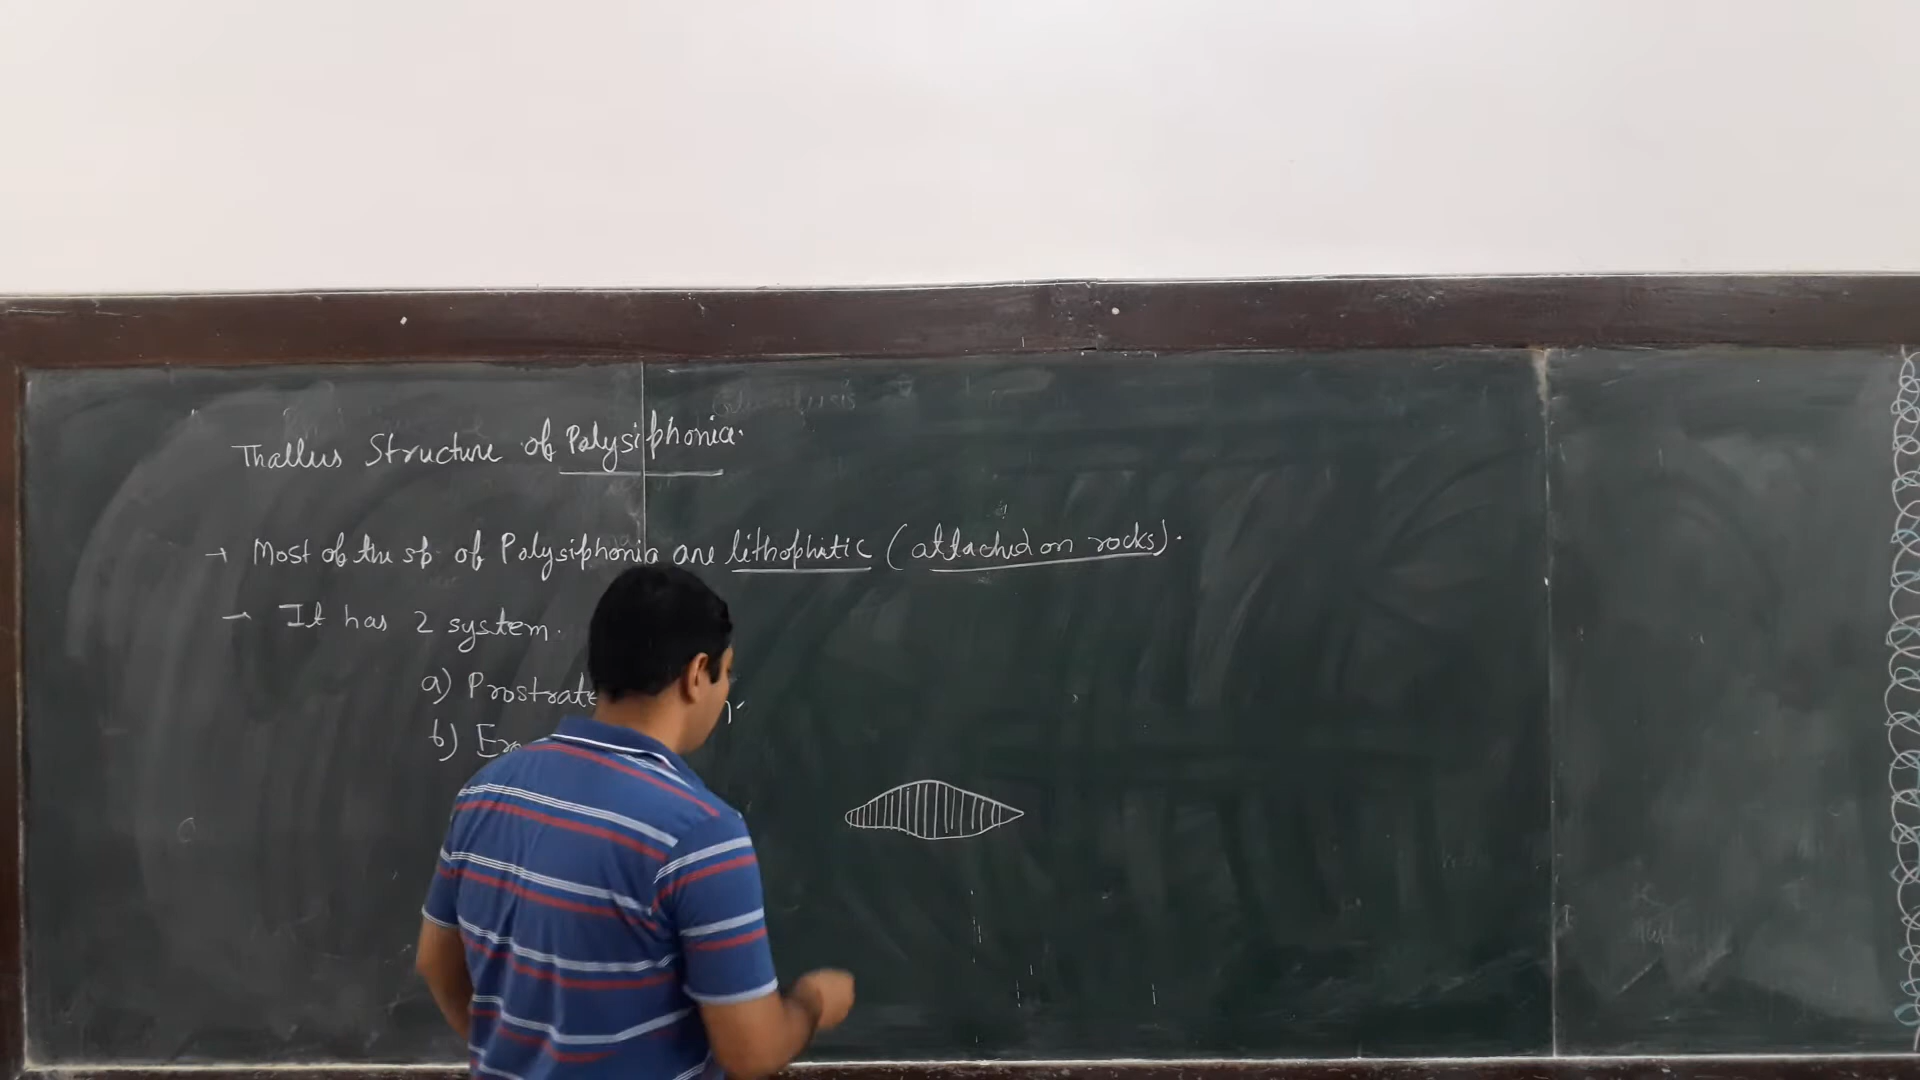 Thallus Structure of Polysiphonia.
→ Most of the sp of Polysiphonia are lithophitic (attached on rocks).
→ It has 2 system.
a) Prostrate
b)